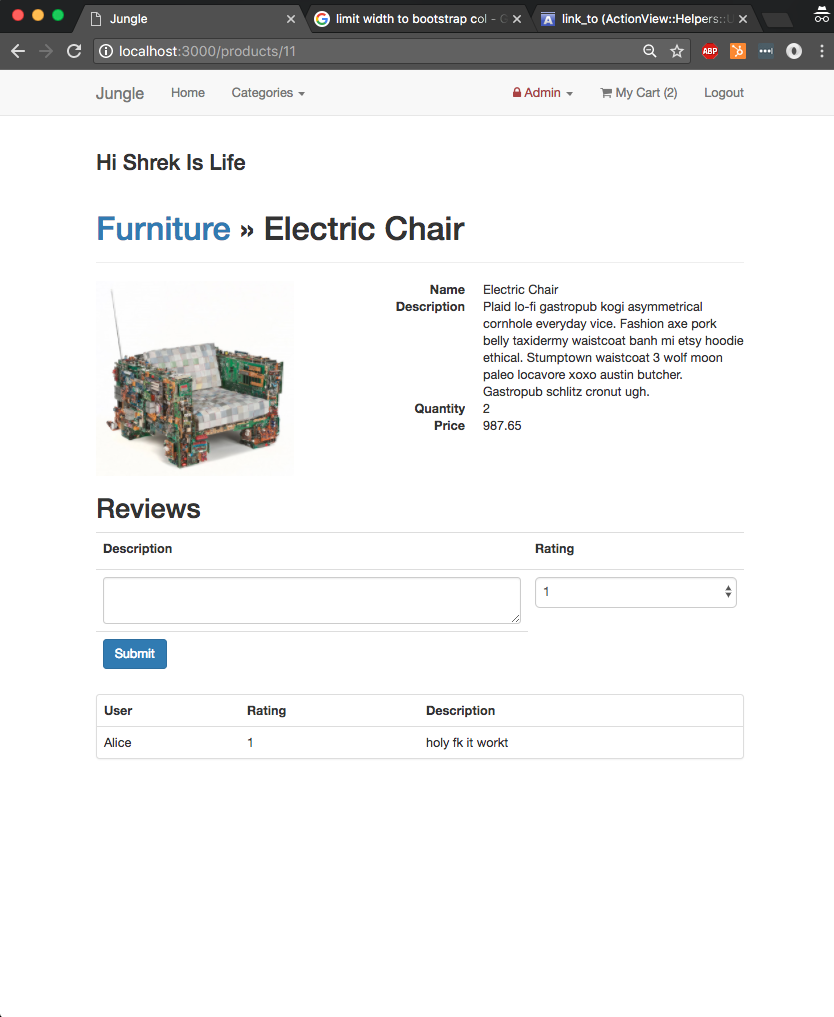 Jungle
limit width to bootstrap col - G
link_to (ActionView::Helpers::U
localhost:3000/products/11
ABP
Jungle Home Categories Admin My Cart (2) Logout
Hi Shrek Is Life
Furniture » Electric Chair
Name Electric Chair
Description Plaid lo-fi gastropub kogi asymmetrical
cornhole everyday vice. Fashion axe pork
belly taxidermy waistcoat banh mi etsy hoodie
ethical. Stumptown waistcoat 3 wolf moon
paleo locavore xoxo austin butcher.
Gastropub schlitz cronut ugh.
Quantity 2
Price 987.65
Reviews
Description Rating
1
Submit
User Rating Description
Alice 1 holy fk it workt